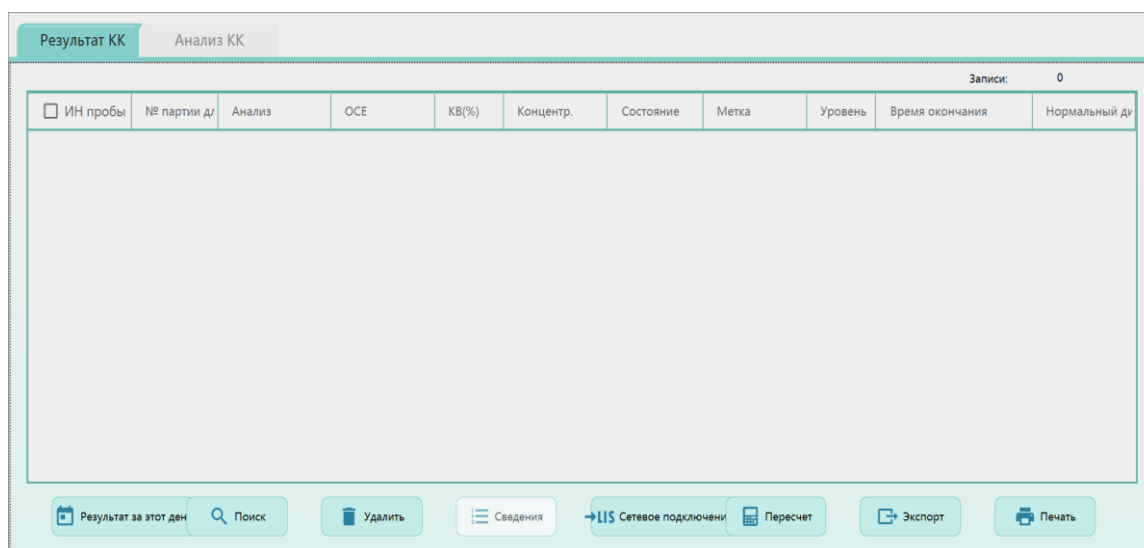 Результат КК Анализ КК
Записи: 0
ИН пробы № партии дл Анализ ОСЕ КВ(%) Концентр. Состояние Метка Уровень Время окончания Нормальный ди
Результат за этот ден Поиск Удалить Сведения LIS Сетевое подключени Пересчет Экспорт Печать